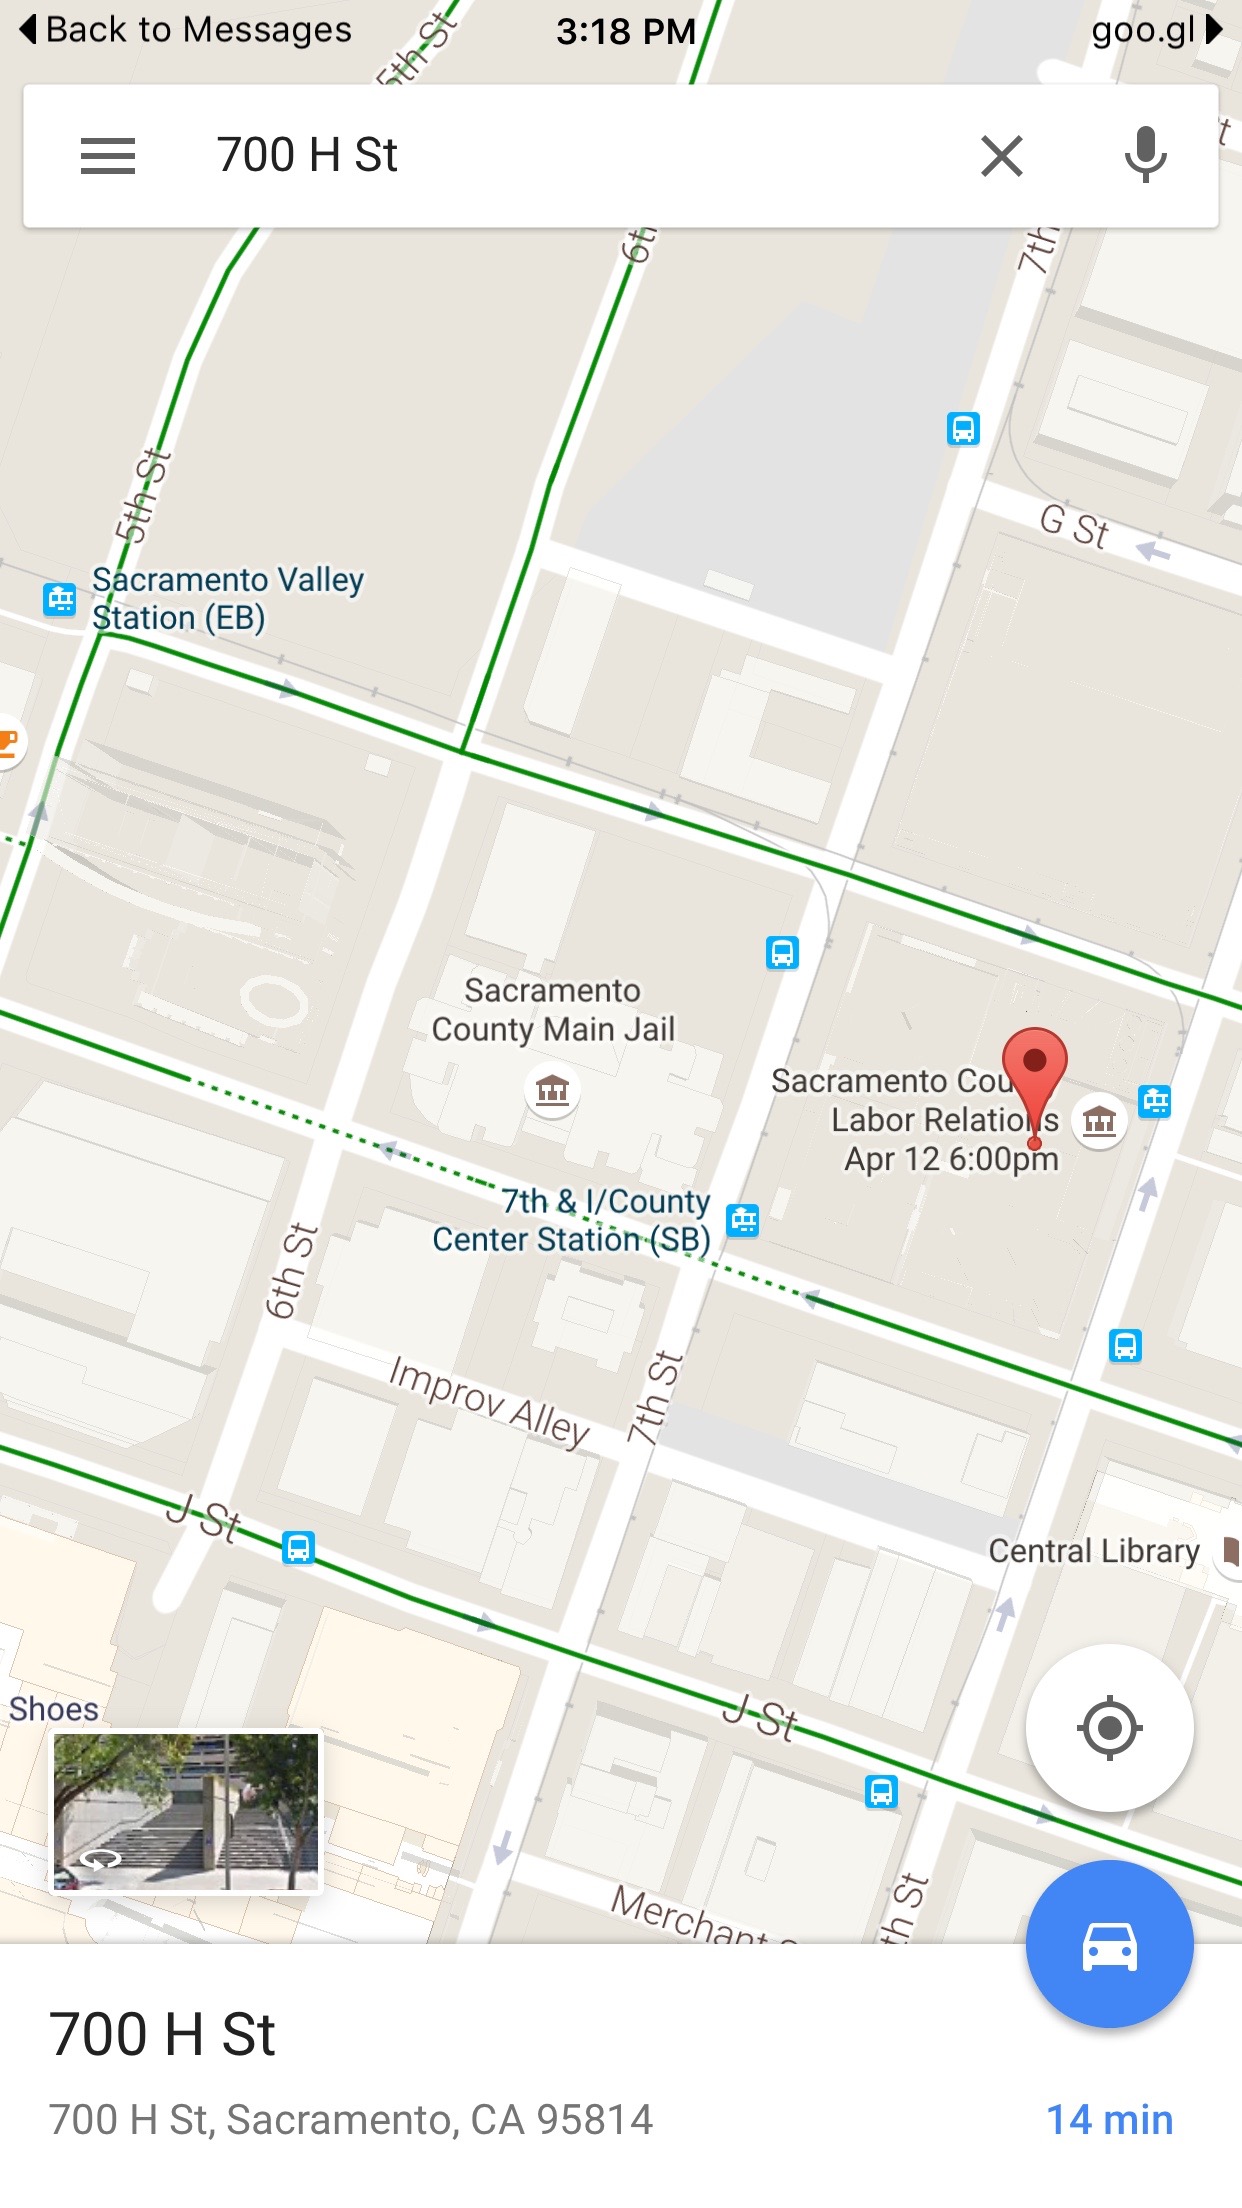 Back to Messages
3:18 PM
goo.gl
5th St
700 H St
5th St
G St
Sacramento Valley
Station (EB)
Sacramento
County Main Jail
Labor Relations
Apr 12 6:00pm
7th & I/County
Center Station (SB)
6th St
Improv Alley
7th St
J St
Central Library
Shoes
J St
Merchant
700 H St
700 H St, Sacramento, CA 95814
14 min